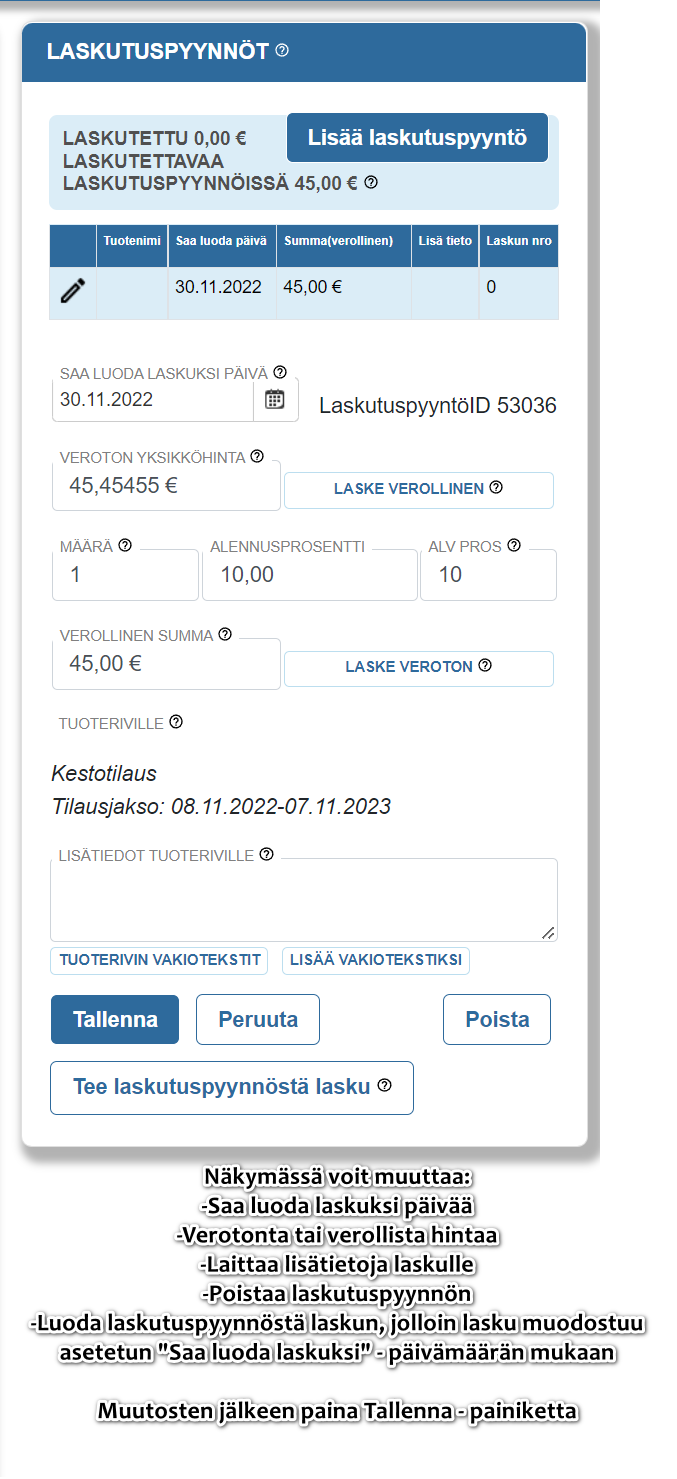 LASKUTUSPYYNNÖT
LASKUTETTU 0,00 €
Lisää laskutuspyyntö
LASKUTETTAVAA
LASKUTUSPYYNNÖISSÄ 45,00 €
Tuotenimi Saa luoda päivä Summa(verollinen) Lisä tieto Laskun nro
30.11.2022 45,00 € 0
SAA LUODA LASKUKSI PÄIVÄ
30.11.2022
LaskutuspyyntöID 53036
VEROTON YKSIKKÖHINTA
45,45455 €
LASKE VEROLLINEN
MÄÄRÄ ALENNUSPROSENTTI ALV PROS
1 10,00 10
VEROLLINEN SUMMA
45,00 €
LASKE VEROTON
TUOTERIVILLE
Kestotilaus
Tilausjakso: 08.11.2022-07.11.2023
LISÄTIEDOT TUOTERIVILLE
TUOTERIVIN VAKIOTEKSTIT LISÄÄ VAKIOTEKSTIKSI
Tallenna Peruuta Poista
Tee laskutuspyynnöstä lasku
Näkymässä voit muuttaa:
-Saa luoda laskuksi päivää
-Verotonta tai verollista hintaa
-Laittaa lisätietoja laskulle
-Poistaa laskutuspyynnön
-Luoda laskutuspyynnöstä laskun, jolloin lasku muodostuu
asetetun "Saa luoda laskuksi" - päivämäärän mukaan
Muutosten jälkeen paina Tallenna - painiketta